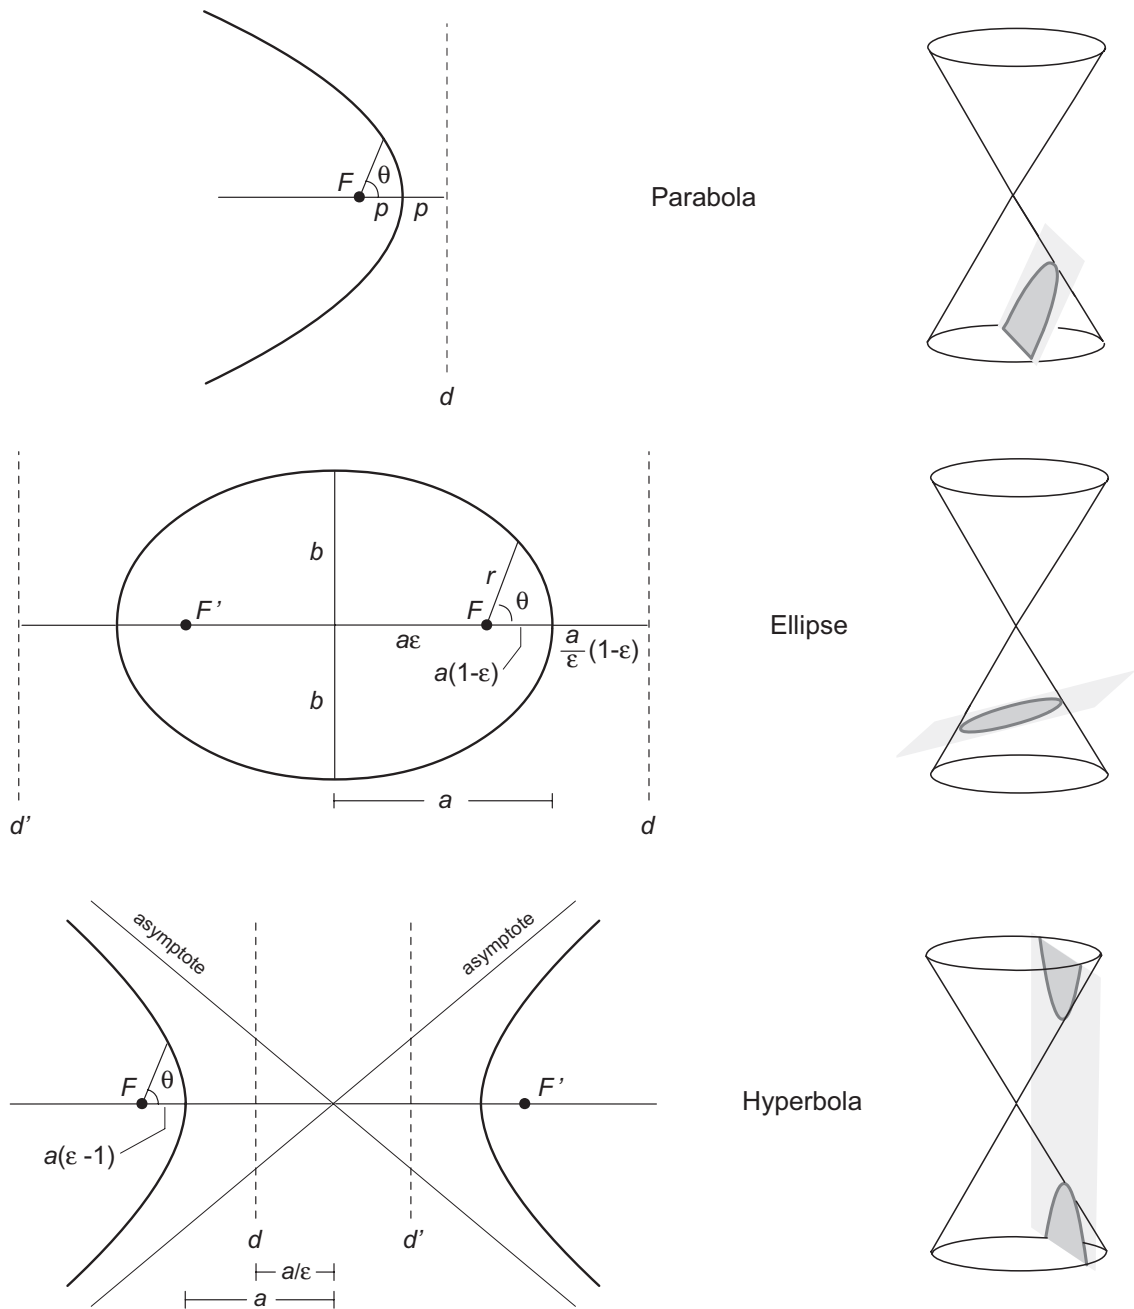 F θ
p p
d
Parabola
b
r
F' F θ
aε
a(1-ε)
a/ε (1-ε)
b
a
d' d
Ellipse
asymptote asymptote
F θ F'
a(ε -1)
d d'
a/ε
a
Hyperbola